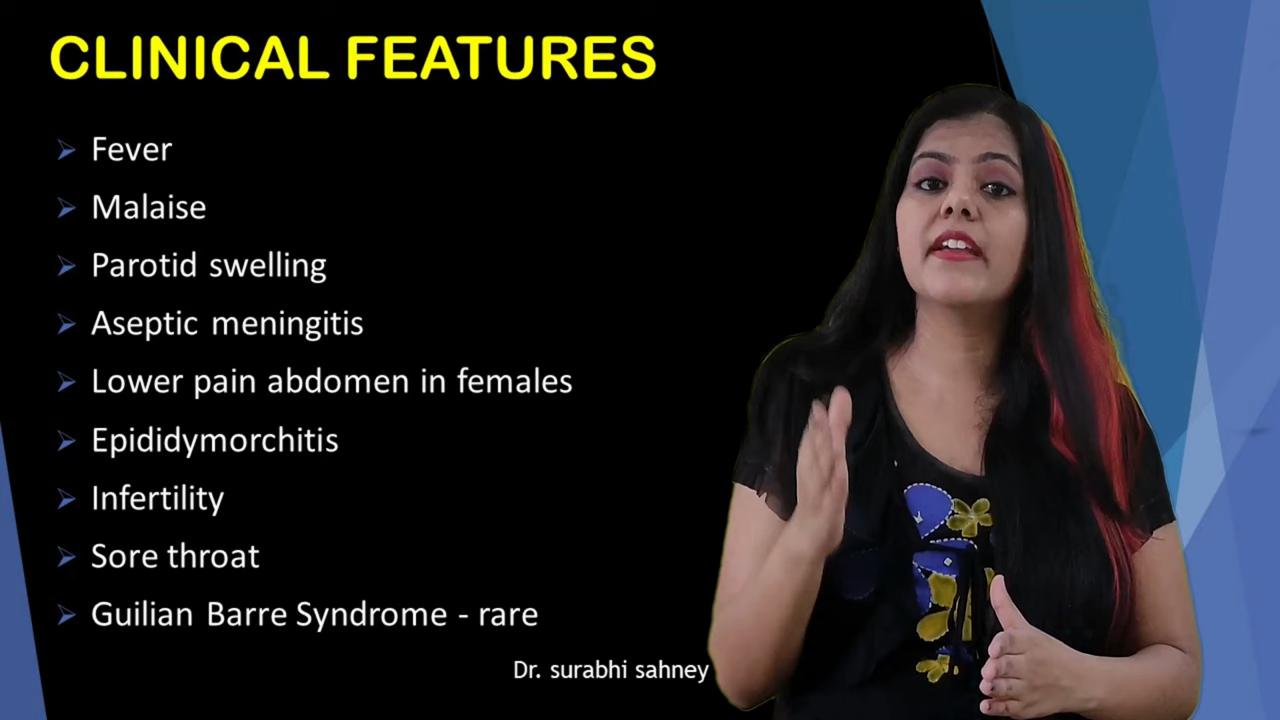 CLINICAL FEATURES
Fever
Malaise
Parotid swelling
Aseptic meningitis
Lower pain abdomen in females
Epididymorchitis
Infertility
Sore throat
Guilian Barre Syndrome - rare
Dr. surabhi sahney